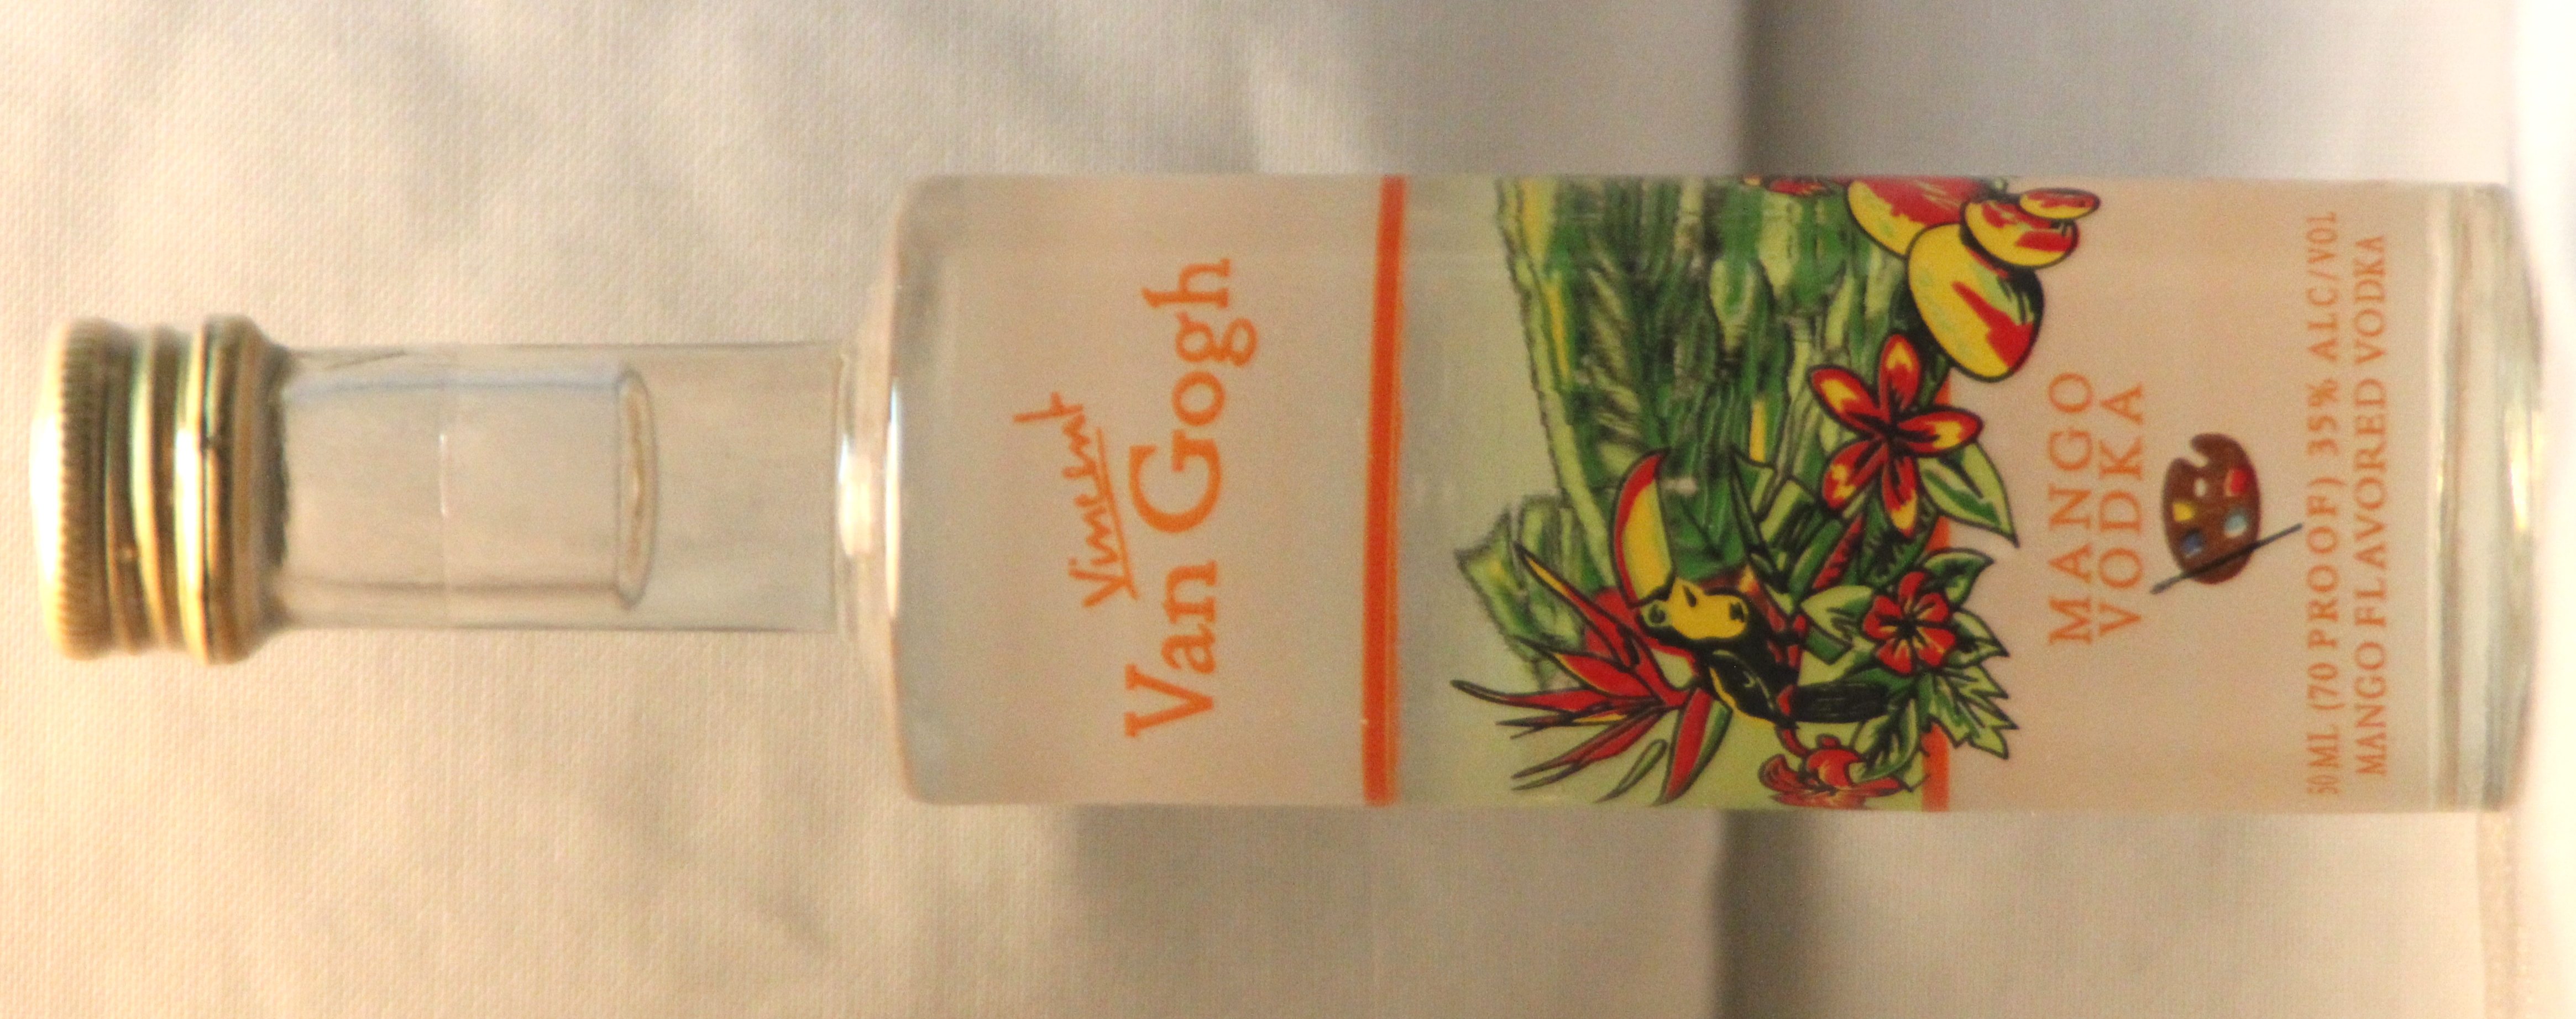 Vincent
Van Gogh
MANGO
VODKA
50 ML (70 PROOF) 35% ALC/VOL
MANGO FLAVORED VODKA